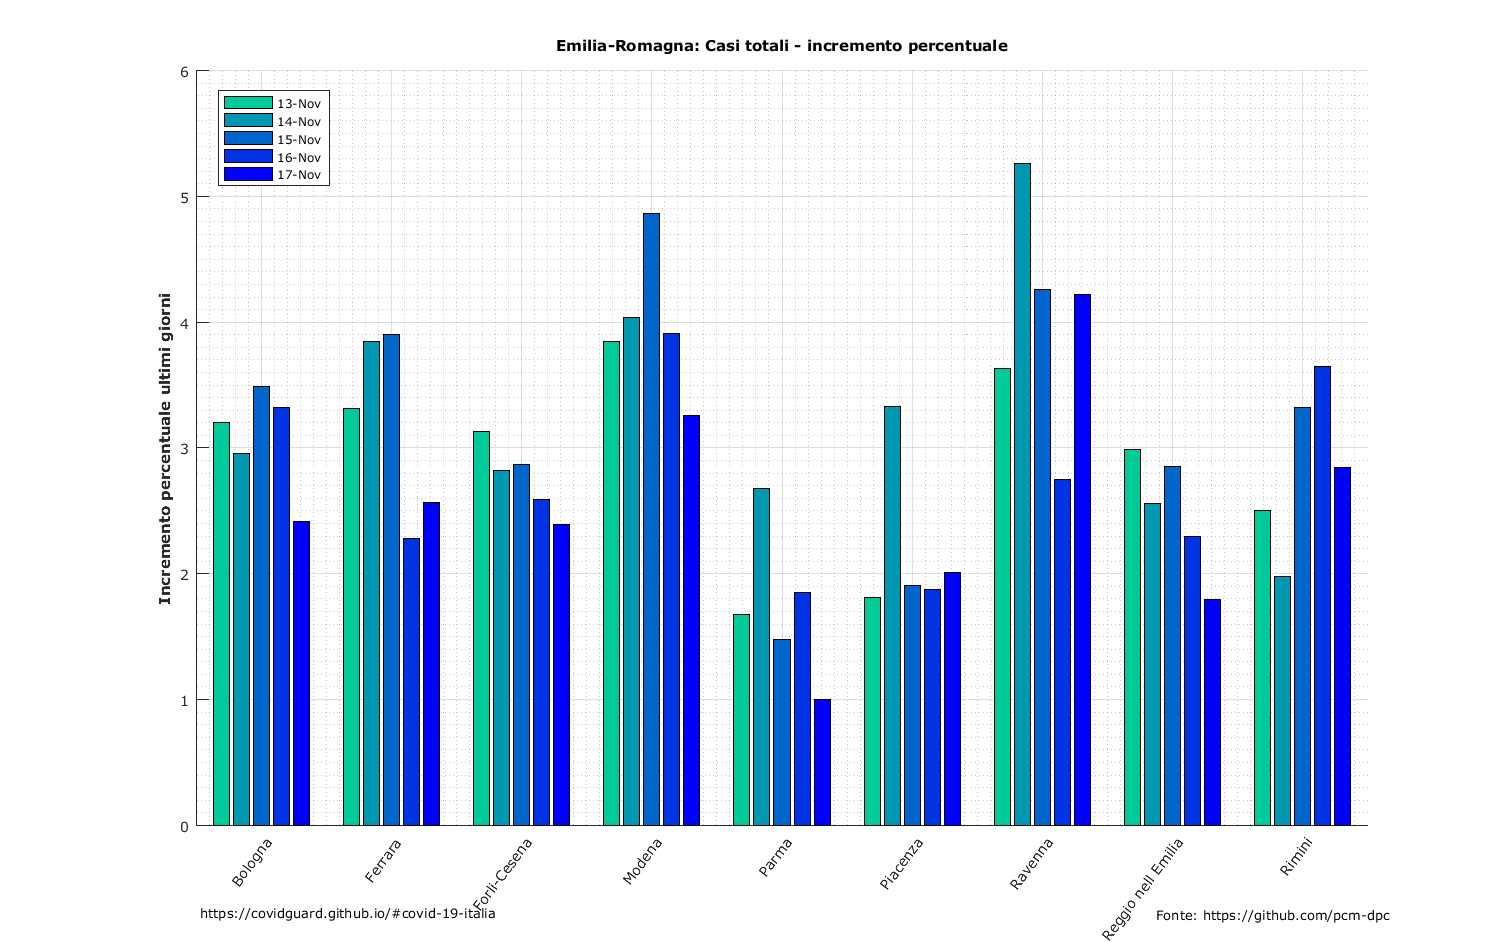 Emilia-Romagna: Casi totali - incremento percentuale
6
5
4
3
2
1
0
Incremento percentuale ultimi giorni
13-Nov
14-Nov
15-Nov
16-Nov
17-Nov
Bologna
Ferrara
Forlì-Cesena
Modena
Parma
Piacenza
Ravenna
Reggio nell Emilia
Rimini
https://covidguard.github.io/#covid-19-italia
Fonte: https://github.com/pcm-dpc